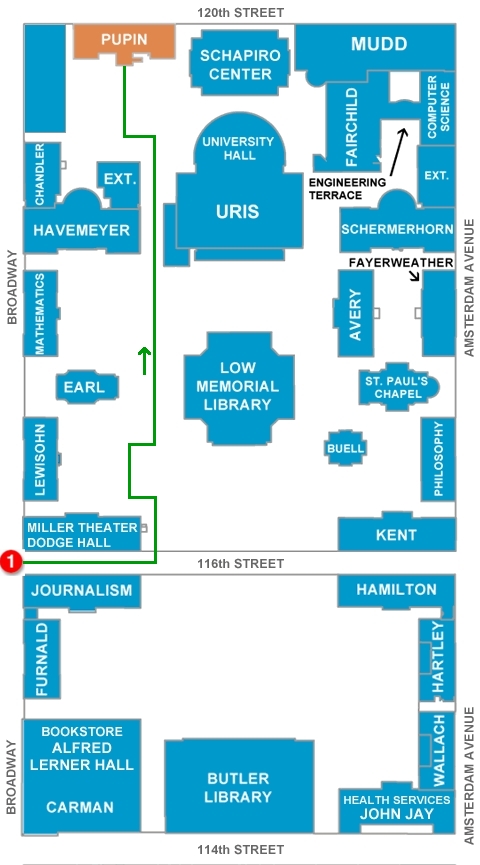 120th STREET
PUPIN
MUDD
SCHAPIRO
CENTER
FAIRCHILD
COMPUTER
SCIENCE
UNIVERSITY
HALL
CHANDLER
EXT.
EXT.
ENGINEERING
TERRACE
URIS
HAVEMEYER
SCHERMERHORN
BROADWAY
AMSTERDAM AVENUE
FAYERWEATHER
MATHEMATICS
AVERY
LOW
MEMORIAL
LIBRARY
EARL
ST. PAUL'S
CHAPEL
LEWISOHN
BUELL
PHILOSOPHY
MILLER THEATER
DODGE HALL
KENT
1
116th STREET
JOURNALISM
HAMILTON
FURNALD
HARTLEY
BOOKSTORE
ALFRED
LERNER HALL
WALLACH
BROADWAY
AMSTERDAM AVENUE
BUTLER
LIBRARY
CARMAN
HEALTH SERVICES
JOHN JAY
114th STREET